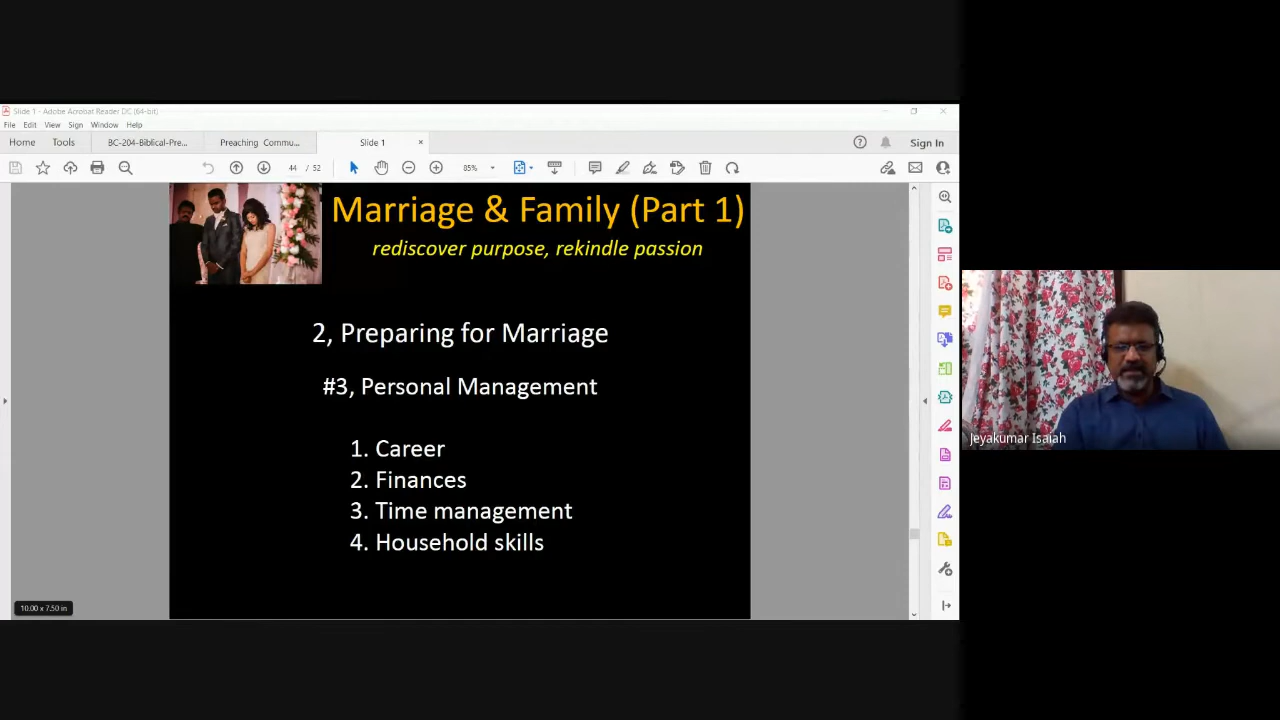 Slide 1 - Adobe Acrobat Reader DC (64-bit)
File Edit View Sign Window Help
Home Tools BC-204-Biblical-Pre... Preaching Commu... Slide 1 × Sign In
44 / 52 85%
Marriage & Family (Part 1)
rediscover purpose, rekindle passion
2, Preparing for Marriage
#3, Personal Management
1. Career
2. Finances
3. Time management
4. Household skills
10.00 x 7.50 in
Jeyakumar Isaiah